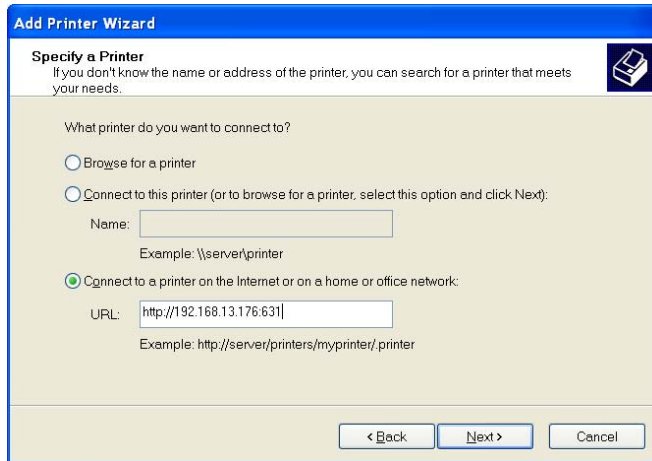 Add Printer Wizard
Specify a Printer
If you don't know the name or address of the printer, you can search for a printer that meets
your needs.
What printer do you want to connect to?
Browse for a printer
Connect to this printer (or to browse for a printer, select this option and click Next):
Name:
Example: \\server\printer
Connect to a printer on the Internet or on a home or office network:
URL: http://192.168.13.176:631
Example: http://server/printers/myprinter/.printer
< Back Next > Cancel